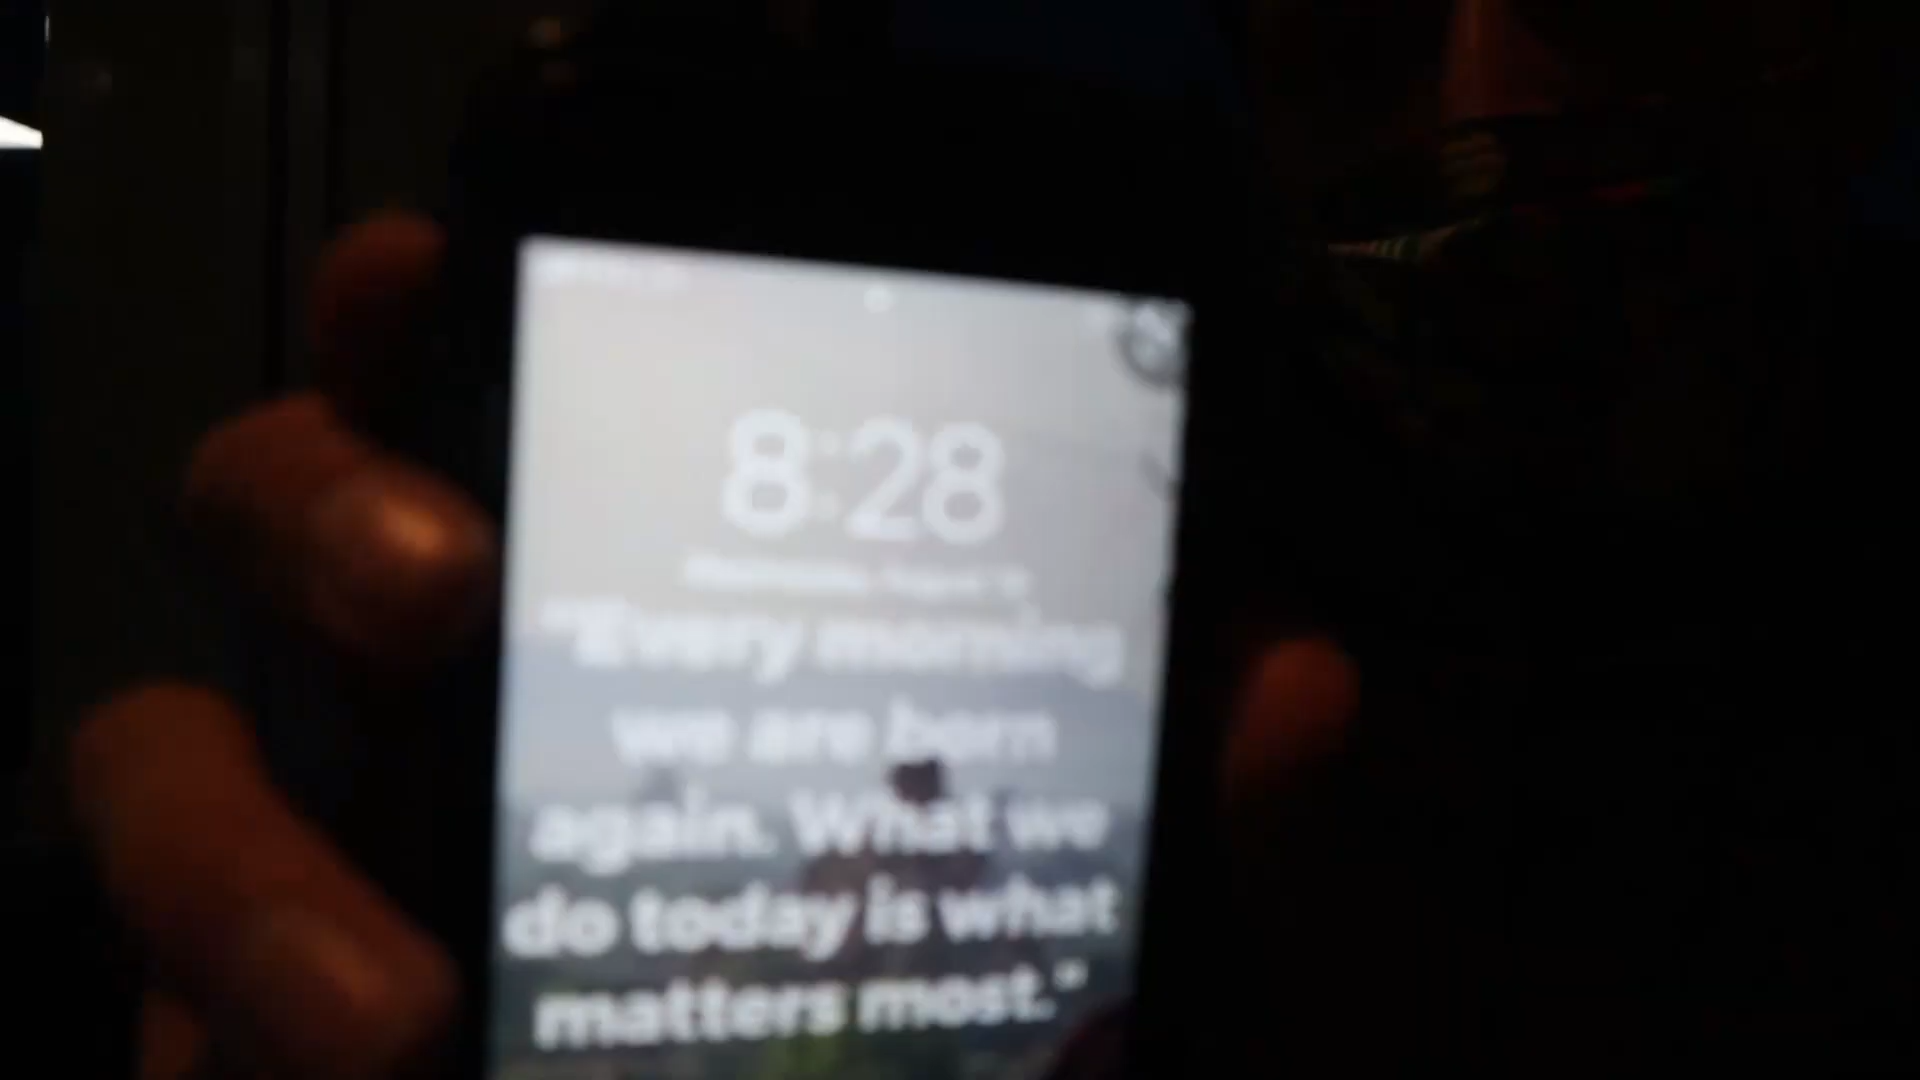 8:28
"Every morning
we are born
again. What we
do today is what
matters most."